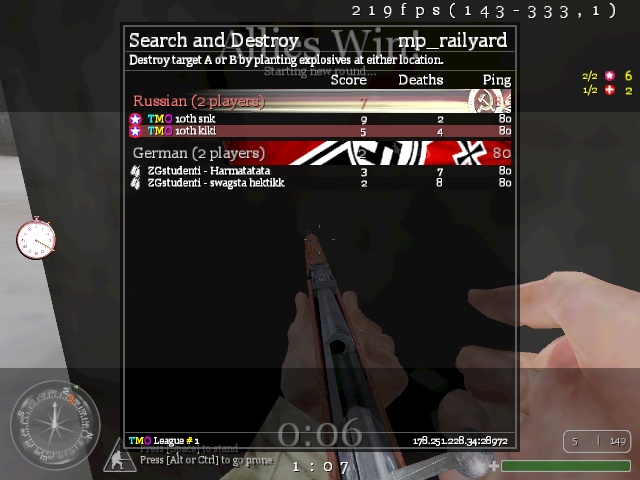 219fps(143-333,1)
Allies Win!
Starting new round...
Search and Destroy mp_railyard
Destroy target A or B by planting explosives at either location.
Score Deaths Ping
2/2 6
1/2 2
Russian (2 players) 7
TMO 10th snk 9 2 80
TMO 10th kiki 5 4 80
German (2 players) 2 80
ZGstudenti - Harmatatata 3 7 80
ZGstudenti - swagsta hektikk 2 8 80
0:06
TMO League #1 178.251.228.34:28972
Press [Space] to stand
Press [Alt or Ctrl] to go prone
1:07
5 | 149